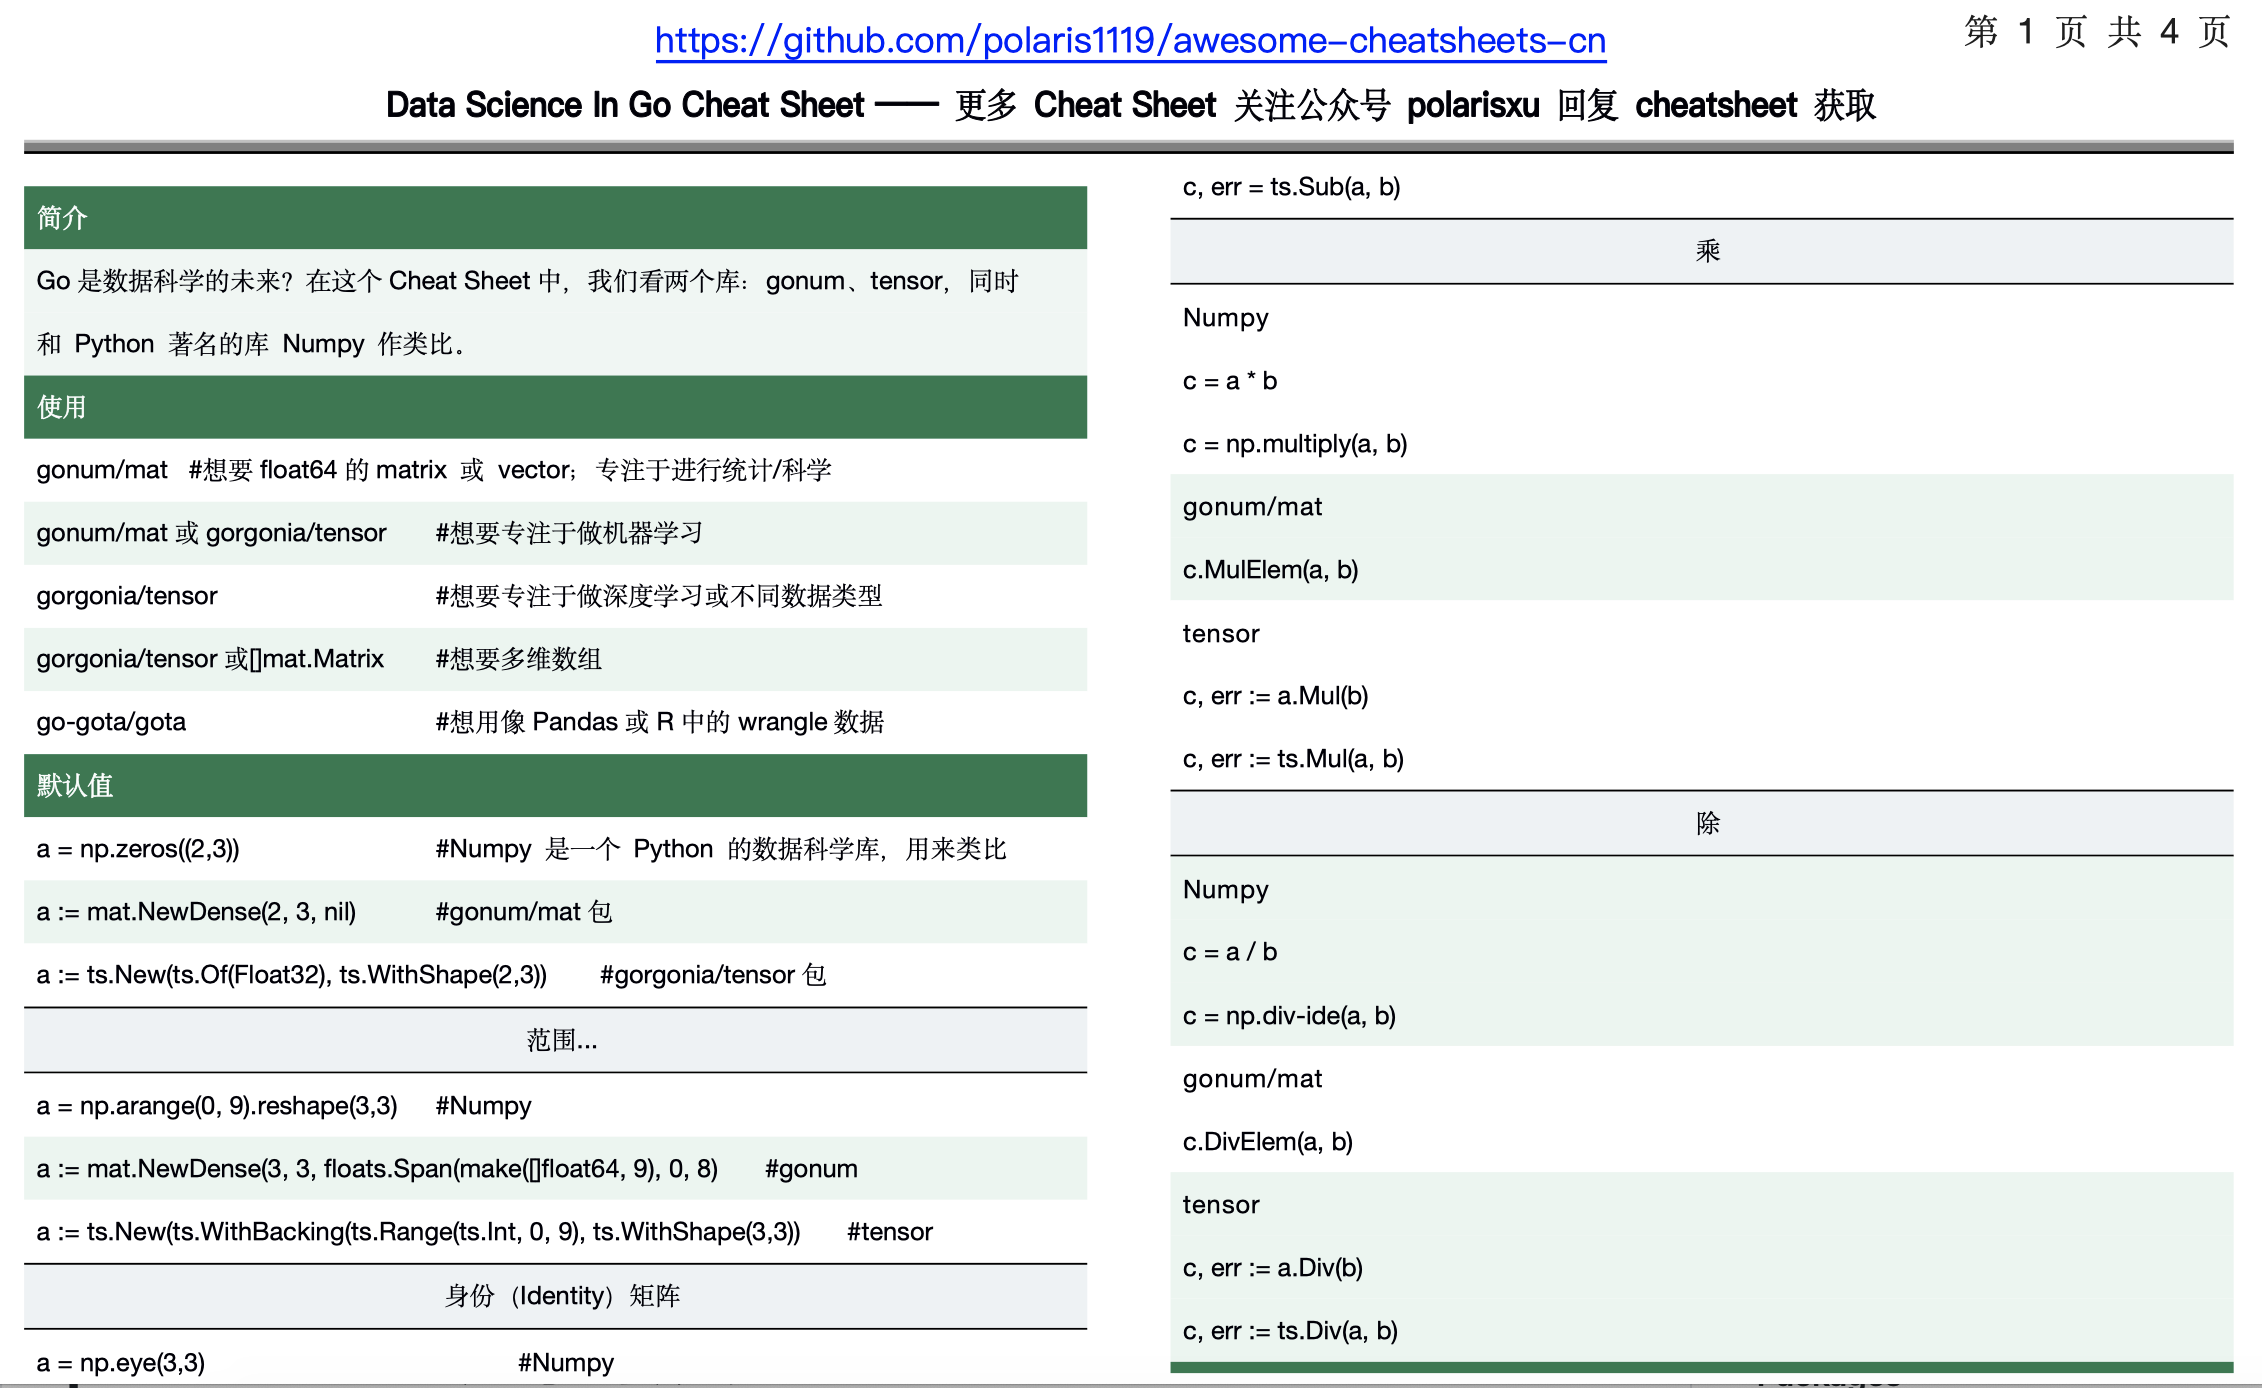 https://github.com/polaris1119/awesome-cheatsheets-cn
第 1 页 共 4 页
Data Science In Go Cheat Sheet —— 更多 Cheat Sheet 关注公众号 polarisxu 回复 cheatsheet 获取
简介
Go 是数据科学的未来？在这个 Cheat Sheet 中，我们看两个库：gonum、tensor，同时
和 Python 著名的库 Numpy 作类比。
使用
gonum/mat #想要 float64 的 matrix 或 vector；专注于进行统计/科学
gonum/mat 或 gorgonia/tensor #想要专注于做机器学习
gorgonia/tensor #想要专注于做深度学习或不同数据类型
gorgonia/tensor 或[]mat.Matrix #想要多维数组
go-gota/gota #想用像 Pandas 或 R 中的 wrangle 数据
默认值
a = np.zeros((2,3)) #Numpy 是一个 Python 的数据科学库，用来类比
a := mat.NewDense(2, 3, nil) #gonum/mat 包
a := ts.New(ts.Of(Float32), ts.WithShape(2,3)) #gorgonia/tensor 包
范围...
a = np.arange(0, 9).reshape(3,3) #Numpy
a := mat.NewDense(3, 3, floats.Span(make([]float64, 9), 0, 8) #gonum
a := ts.New(ts.WithBacking(ts.Range(ts.Int, 0, 9), ts.WithShape(3,3)) #tensor
身份（Identity）矩阵
a = np.eye(3,3) #Numpy
c, err = ts.Sub(a, b)
乘
Numpy
c = a * b
c = np.multiply(a, b)
gonum/mat
c.MulElem(a, b)
tensor
c, err := a.Mul(b)
c, err := ts.Mul(a, b)
除
Numpy
c = a / b
c = np.div-ide(a, b)
gonum/mat
c.DivElem(a, b)
tensor
c, err := a.Div(b)
c, err := ts.Div(a, b)